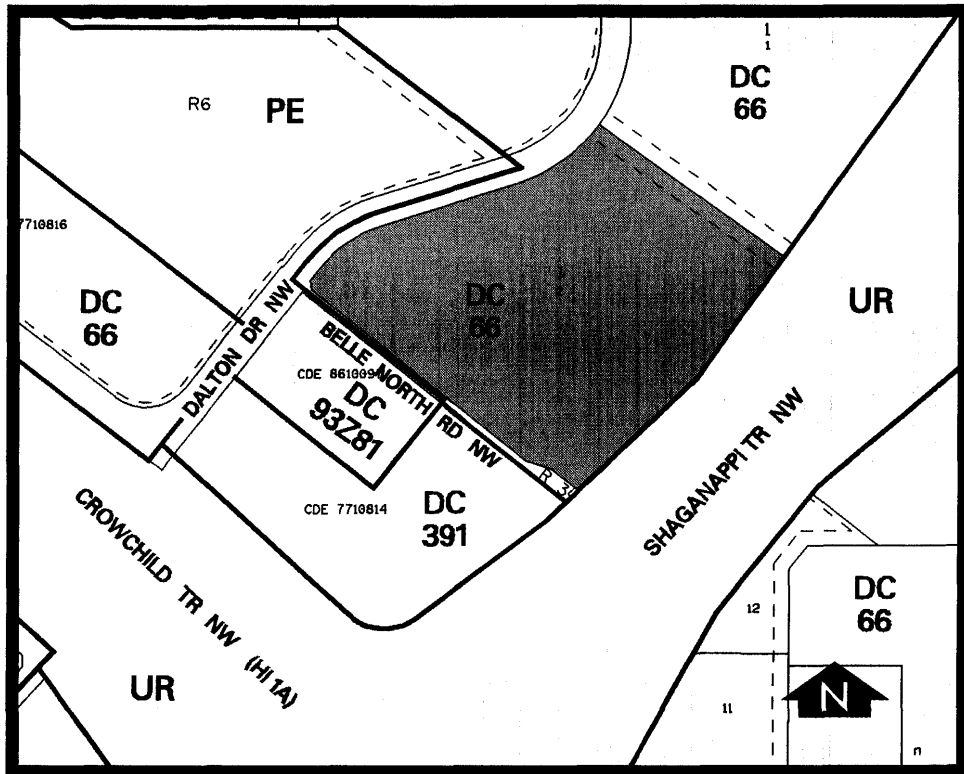 1
1
DC
66
R6
PE
7710816
DC
66
DC
66
UR
DALTON DR NW
BELLE NORTH RD NW
CDE 861009
DC
93Z81
CDE 7710814
DC
391
R
SHAGANAPPI TR NW
CROWCHILD TR NW (HI 1A)
UR
12
DC
66
11
N
n